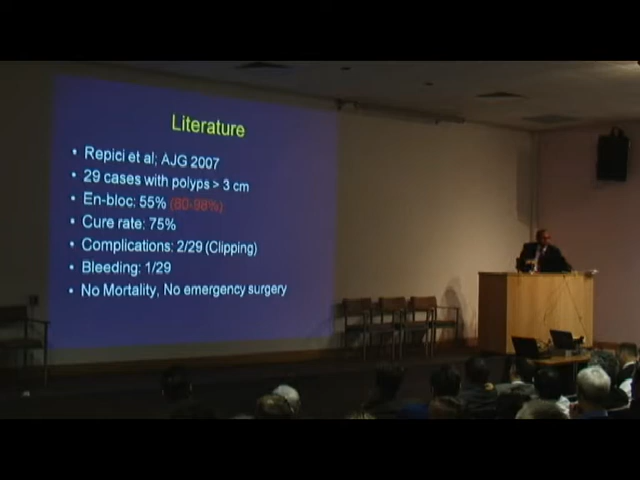 Literature
• Repici et al; AJG 2007
• 29 cases with polyps > 3 cm
• En-bloc: 55% (80-98%)
• Cure rate: 75%
• Complications: 2/29 (Clipping)
• Bleeding: 1/29
• No Mortality, No emergency surgery